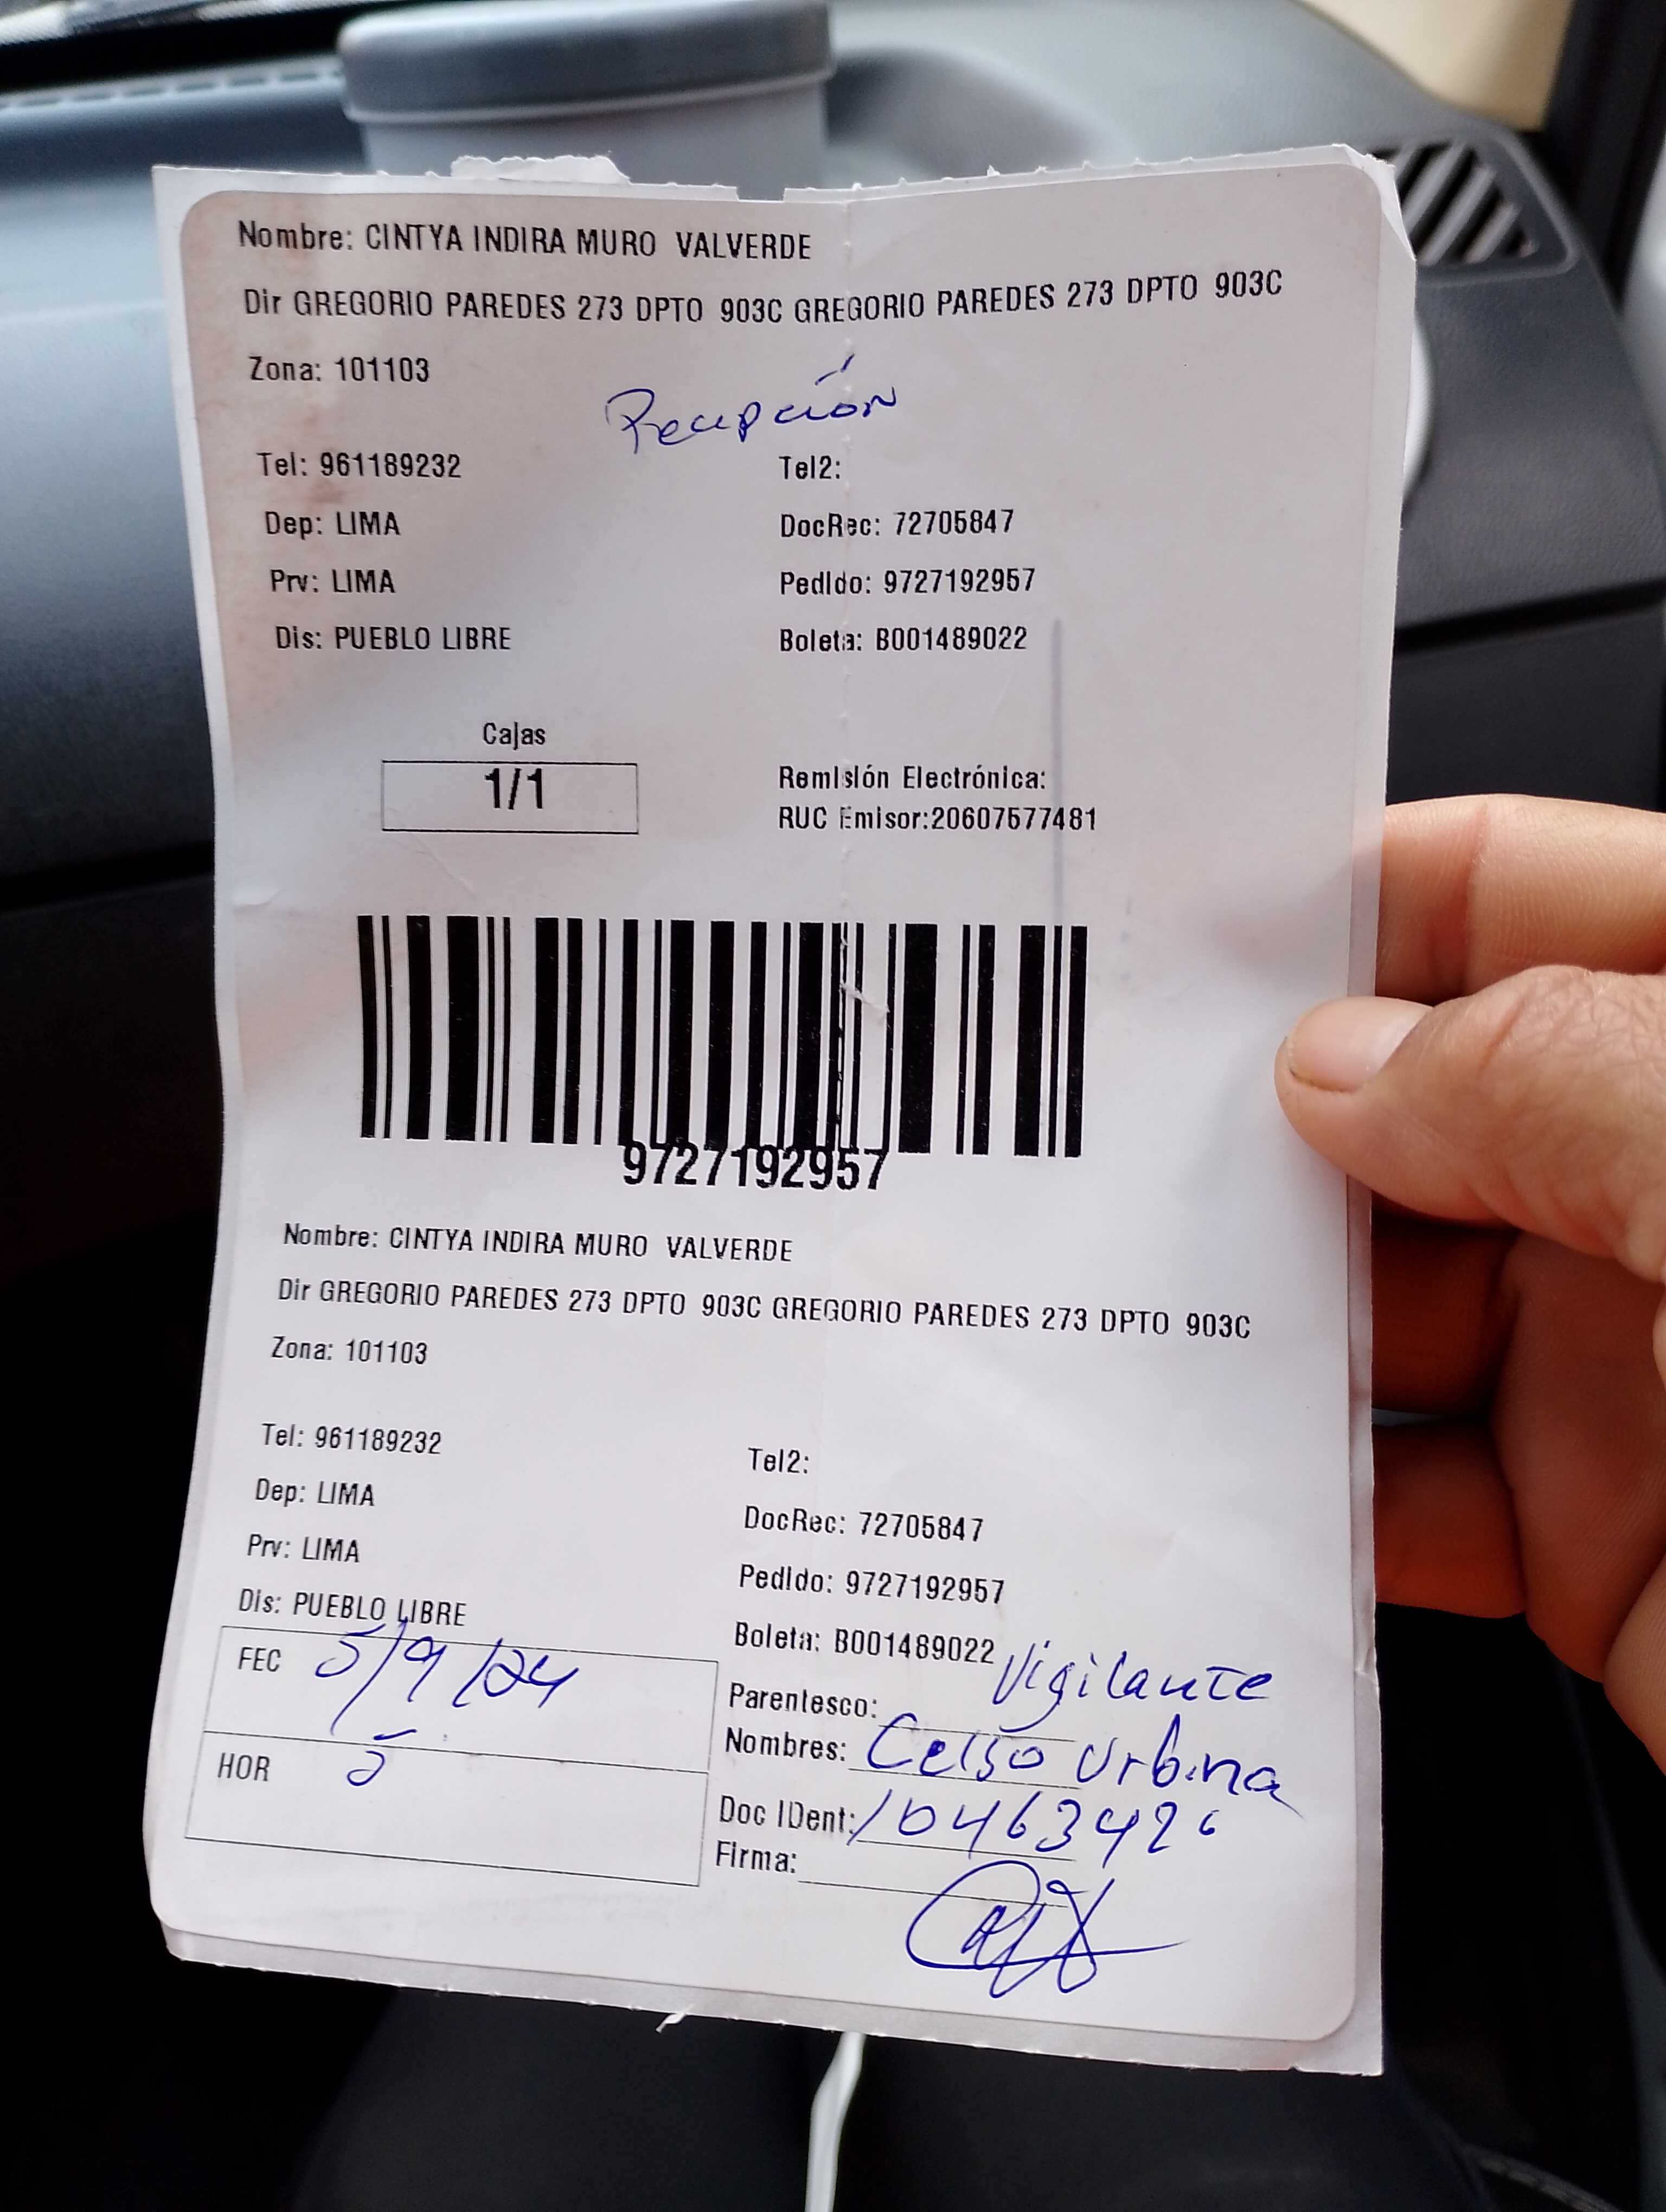 Nombre: CINTYA INDIRA MURO VALVERDE
Dir GREGORIO PAREDES 273 DPTO 903C GREGORIO PAREDES 273 DPTO 903C
Zona: 101103
Recepción
Tel: 961189232 Tel2:
Dep: LIMA DocRec: 72705847
Prv: LIMA Pedido: 9727192957
Dis: PUEBLO LIBRE Boleta: B001489022
Cajas
1/1
Remisión Electrónica:
RUC Emisor:20607577481
9727192957
Nombre: CINTYA INDIRA MURO VALVERDE
Dir GREGORIO PAREDES 273 DPTO 903C GREGORIO PAREDES 273 DPTO 903C
Zona: 101103
Tel: 961189232 Tel2:
Dep: LIMA DocRec: 72705847
Prv: LIMA Pedido: 9727192957
Dis: PUEBLO LIBRE Boleta: B001489022
FEC 5/9/24
HOR
Parentesco: Vigilante
Nombres: Celso Urbina
Doc IDent:
Firma: